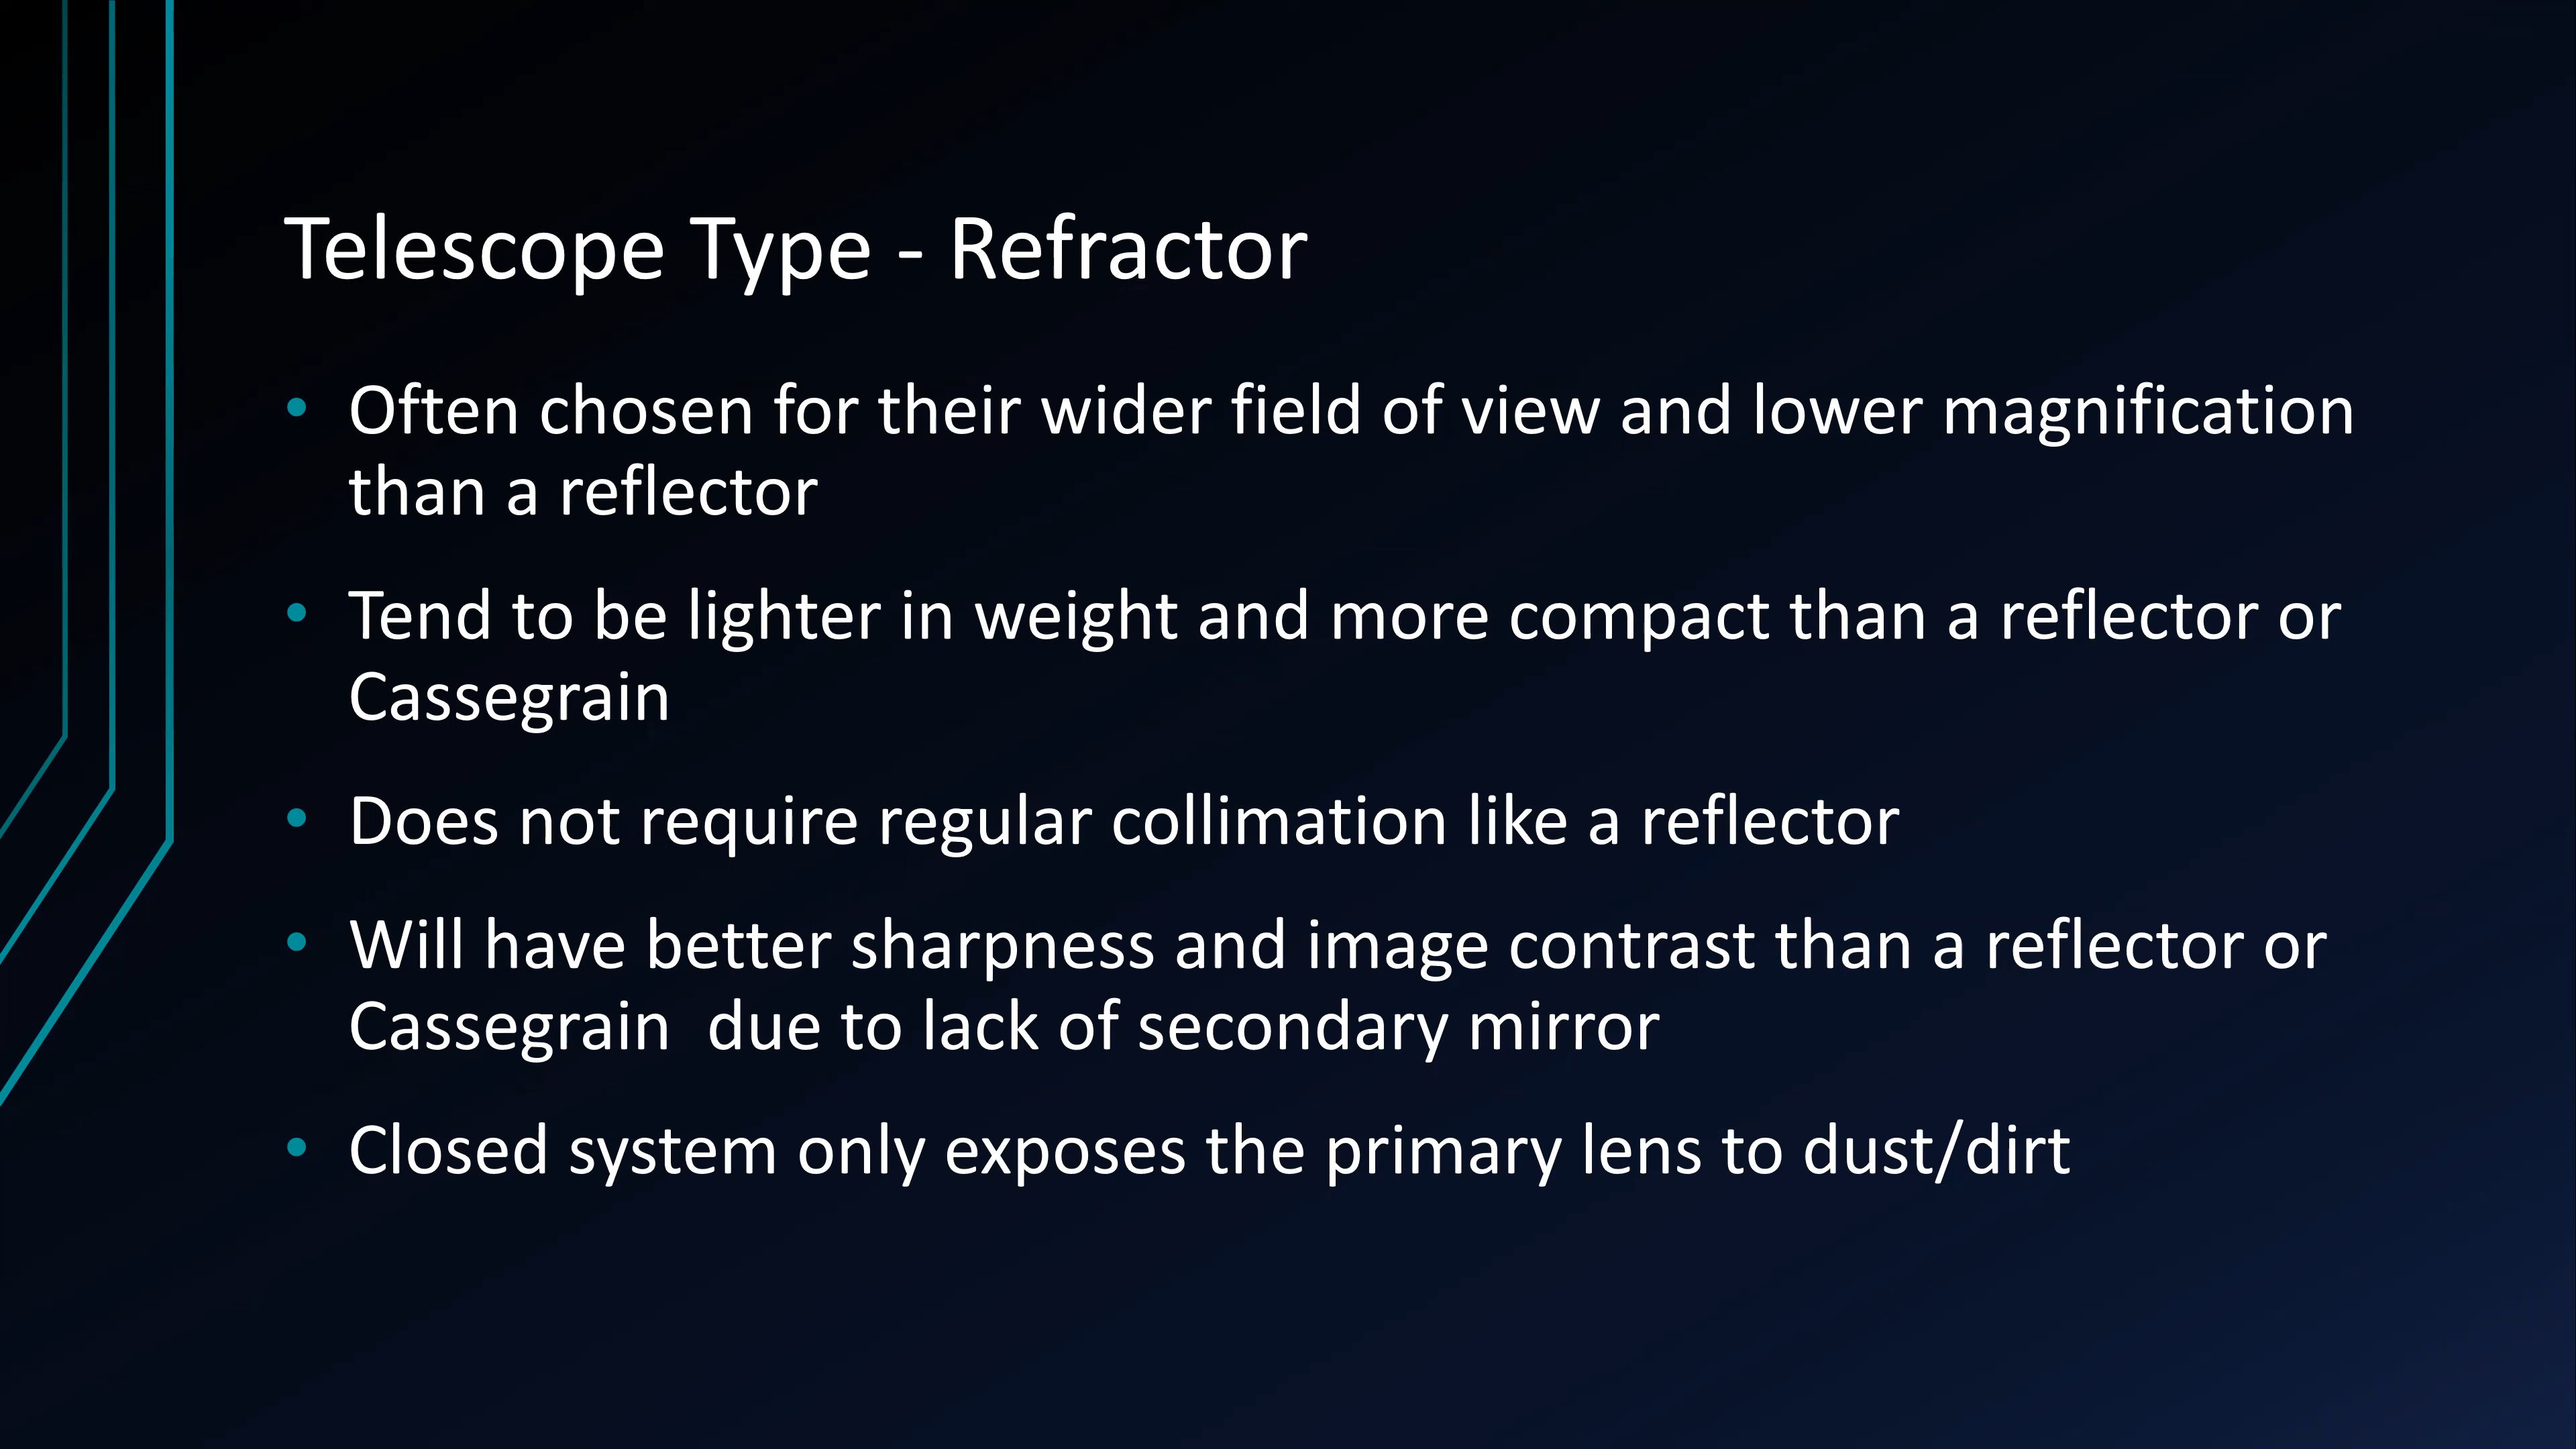 Telescope Type - Refractor
• Often chosen for their wider field of view and lower magnification
than a reflector
• Tend to be lighter in weight and more compact than a reflector or
Cassegrain
• Does not require regular collimation like a reflector
• Will have better sharpness and image contrast than a reflector or
Cassegrain  due to lack of secondary mirror
• Closed system only exposes the primary lens to dust/dirt